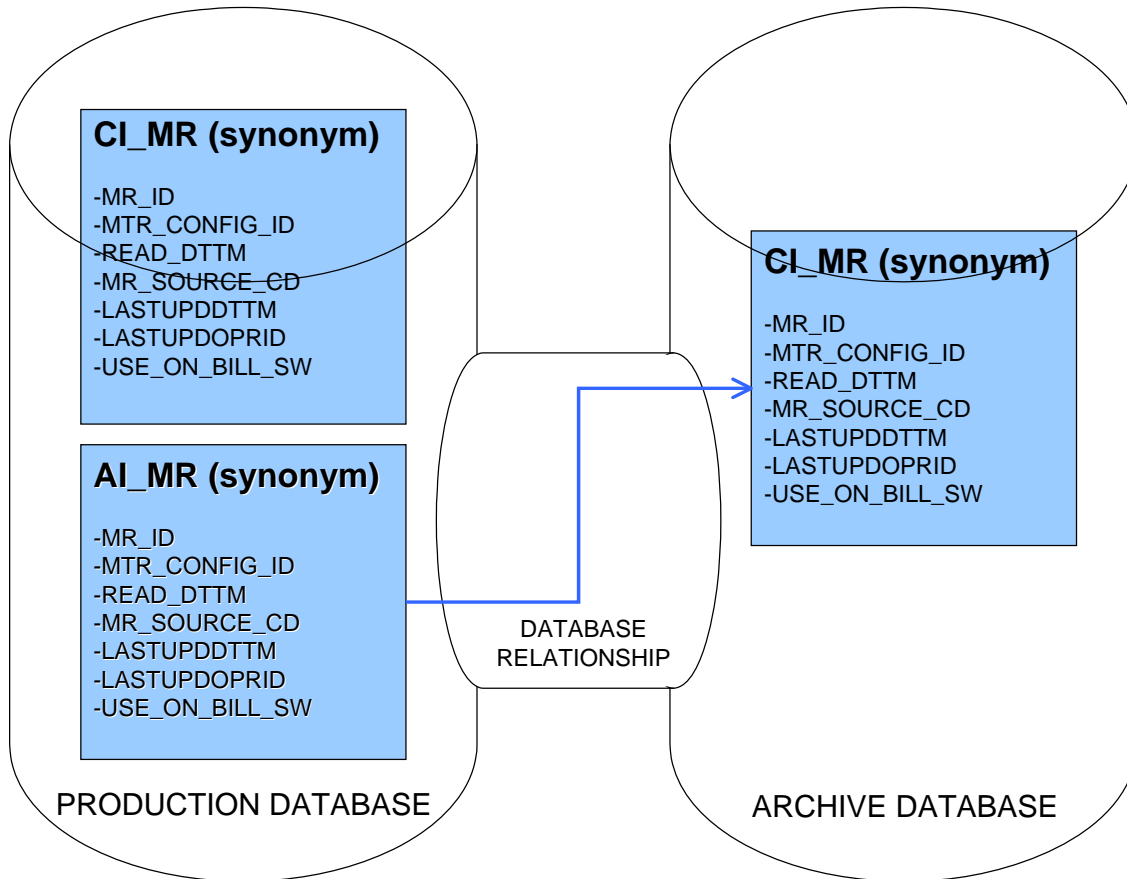 CI_MR (synonym)
-MR_ID
-MTR_CONFIG_ID
-READ_DTTM
-MR_SOURCE_CD
-LASTUPDDTTM
-LASTUPDOPRID
-USE_ON_BILL_SW
AI_MR (synonym)
-MR_ID
-MTR_CONFIG_ID
-READ_DTTM
-MR_SOURCE_CD
-LASTUPDDTTM
-LASTUPDOPRID
-USE_ON_BILL_SW
PRODUCTION DATABASE
DATABASE
RELATIONSHIP
CI_MR (synonym)
-MR_ID
-MTR_CONFIG_ID
-READ_DTTM
-MR_SOURCE_CD
-LASTUPDDTTM
-LASTUPDOPRID
-USE_ON_BILL_SW
ARCHIVE DATABASE